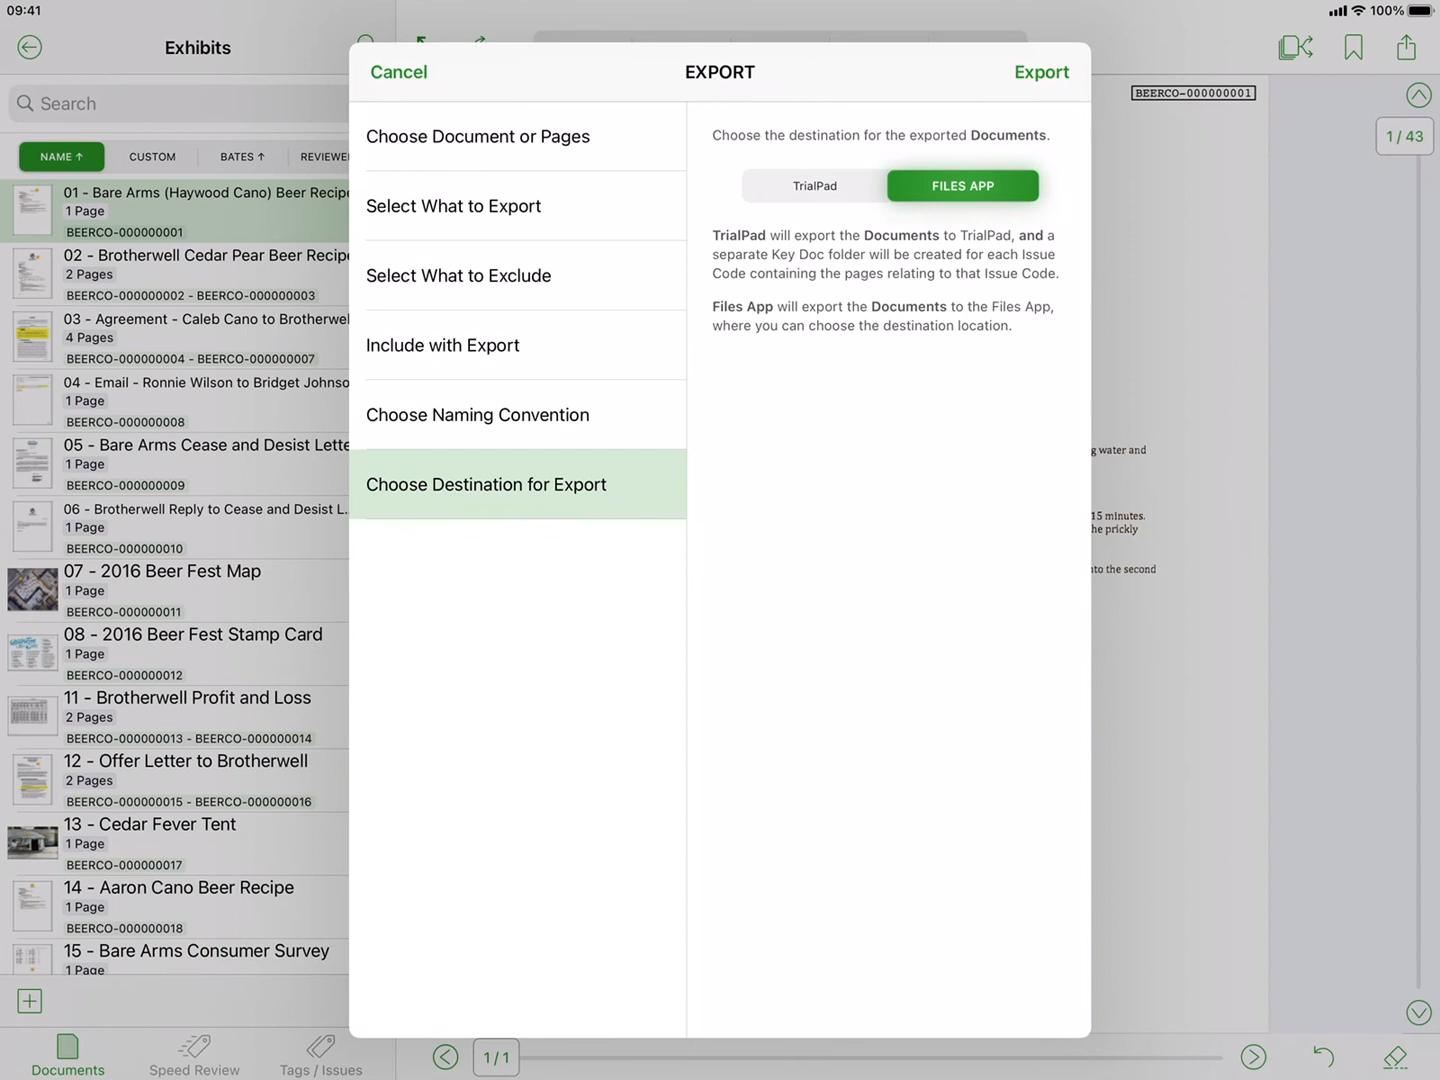 09:41
100%
Exhibits
Search
NAME ↑
CUSTOM
BATES ↑
REVIEWE
01 - Bare Arms (Haywood Cano) Beer Recipe
1 Page
BEERCO-000000001
02 - Brotherwell Cedar Pear Beer Recipe
2 Pages
BEERCO-000000002 - BEERCO-000000003
03 - Agreement - Caleb Cano to Brotherwel
4 Pages
BEERCO-000000004 - BEERCO-000000007
04 - Email - Ronnie Wilson to Bridget Johnso
1 Page
BEERCO-000000008
05 - Bare Arms Cease and Desist Lette
1 Page
BEERCO-000000009
06 - Brotherwell Reply to Cease and Desist L...
1 Page
BEERCO-000000010
07 - 2016 Beer Fest Map
1 Page
BEERCO-000000011
08 - 2016 Beer Fest Stamp Card
1 Page
BEERCO-000000012
11 - Brotherwell Profit and Loss
2 Pages
BEERCO-000000013 - BEERCO-000000014
12 - Offer Letter to Brotherwell
2 Pages
BEERCO-000000015 - BEERCO-000000016
13 - Cedar Fever Tent
1 Page
BEERCO-000000017
14 - Aaron Cano Beer Recipe
1 Page
BEERCO-000000018
15 - Bare Arms Consumer Survey
1 Page
Documents
Speed Review
Tags / Issues
Cancel
EXPORT
Export
Choose Document or Pages
Select What to Export
Select What to Exclude
Include with Export
Choose Naming Convention
Choose Destination for Export
Choose the destination for the exported Documents.
TrialPad
FILES APP
TrialPad will export the Documents to TrialPad, and a
separate Key Doc folder will be created for each Issue
Code containing the pages relating to that Issue Code.
Files App will export the Documents to the Files App,
where you can choose the destination location.
BEERCO-000000001
1 / 43
g water and
15 minutes.
he prickly
nto the second
1 / 1